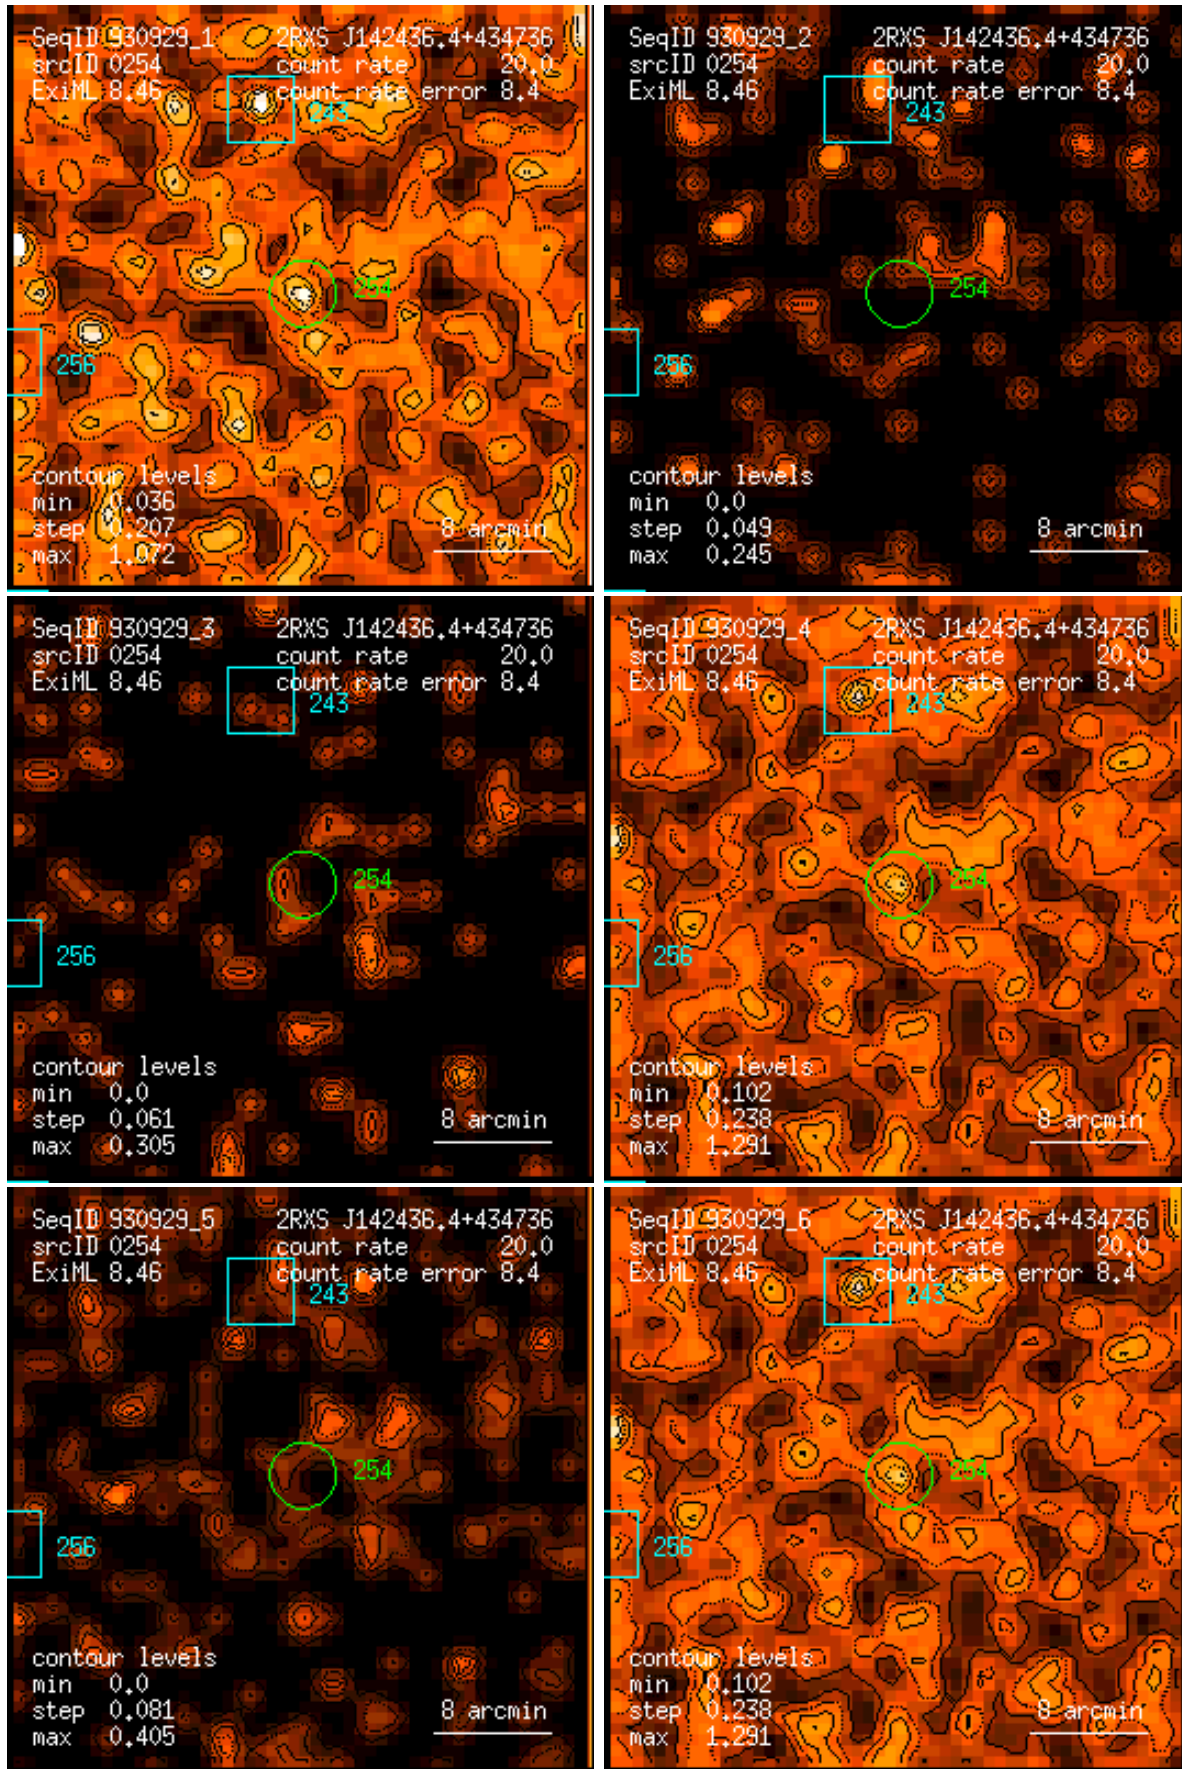 SeqID 930929_1 2RXS J142436.4+434736
srcID 0254 count rate 20.0
ExiML 8.46 count rate error 8.4
243
254
256
contour levels
min 0.036
step 0.207 8 arcmin
max 1.072
SeqID 930929_2 2RXS J142436.4+434736
srcID 0254 count rate 20.0
ExiML 8.46 count rate error 8.4
243
254
256
contour levels
min 0.0
step 0.049 8 arcmin
max 0.245
SeqID 930929_3 2RXS J142436.4+434736
srcID 0254 count rate 20.0
ExiML 8.46 count rate error 8.4
243
254
256
contour levels
min 0.0
step 0.061 8 arcmin
max 0.305
SeqID 930929_4 2RXS J142436.4+434736
srcID 0254 count rate 20.0
ExiML 8.46 count rate error 8.4
243
254
256
contour levels
min 0.102
step 0.238 8 arcmin
max 1.291
SeqID 930929_5 2RXS J142436.4+434736
srcID 0254 count rate 20.0
ExiML 8.46 count rate error 8.4
243
254
256
contour levels
min 0.0
step 0.081 8 arcmin
max 0.405
SeqID 930929_6 2RXS J142436.4+434736
srcID 0254 count rate 20.0
ExiML 8.46 count rate error 8.4
243
254
256
contour levels
min 0.102
step 0.238 8 arcmin
max 1.291